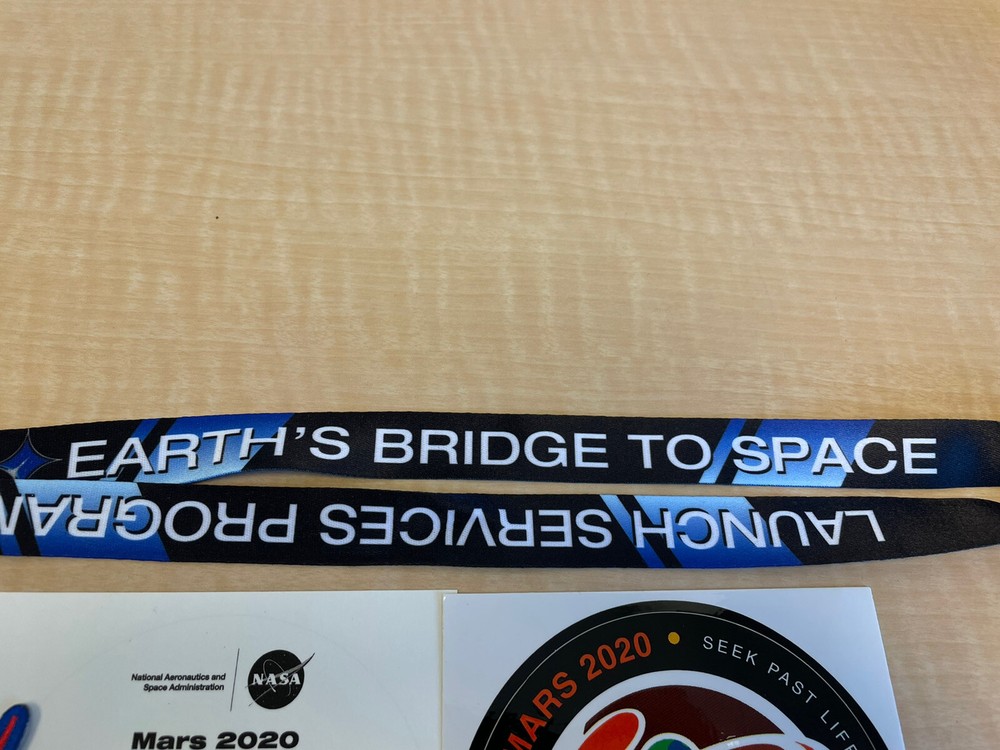 EARTH'S BRIDGE TO SPACE
LAUNCH SERVICES PROGRAM
National Aeronautics and
Space Administration
NASA
Mars 2020
MARS 2020 • SEEK PAST LIFE